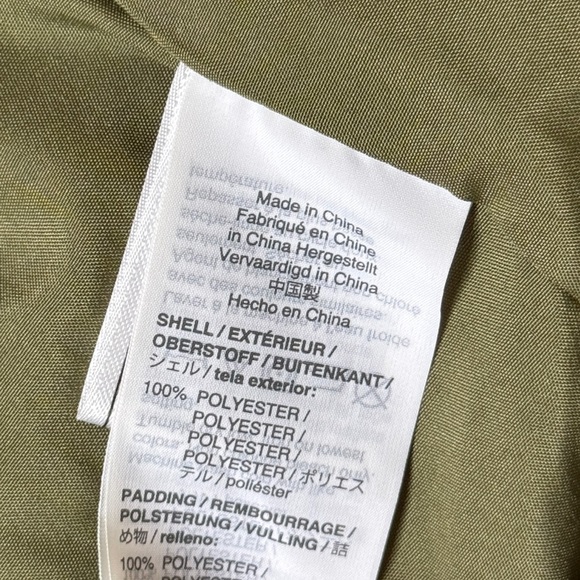 Made in China
Fabriqué en Chine
in China Hergestellt
Vervaardigd in China
中国製
Hecho en China
SHELL / EXTÉRIEUR /
OBERSTOFF / BUITENKANT /
シェル / tela exterior:
100% POLYESTER /
POLYESTER /
POLYESTER /
POLYESTER / ポリエス
テル / poliéster
PADDING / REMBOURRAGE /
POLSTERUNG / VULLING / 詰
め物 / relleno:
100% POLYESTER /
POLYESTER /